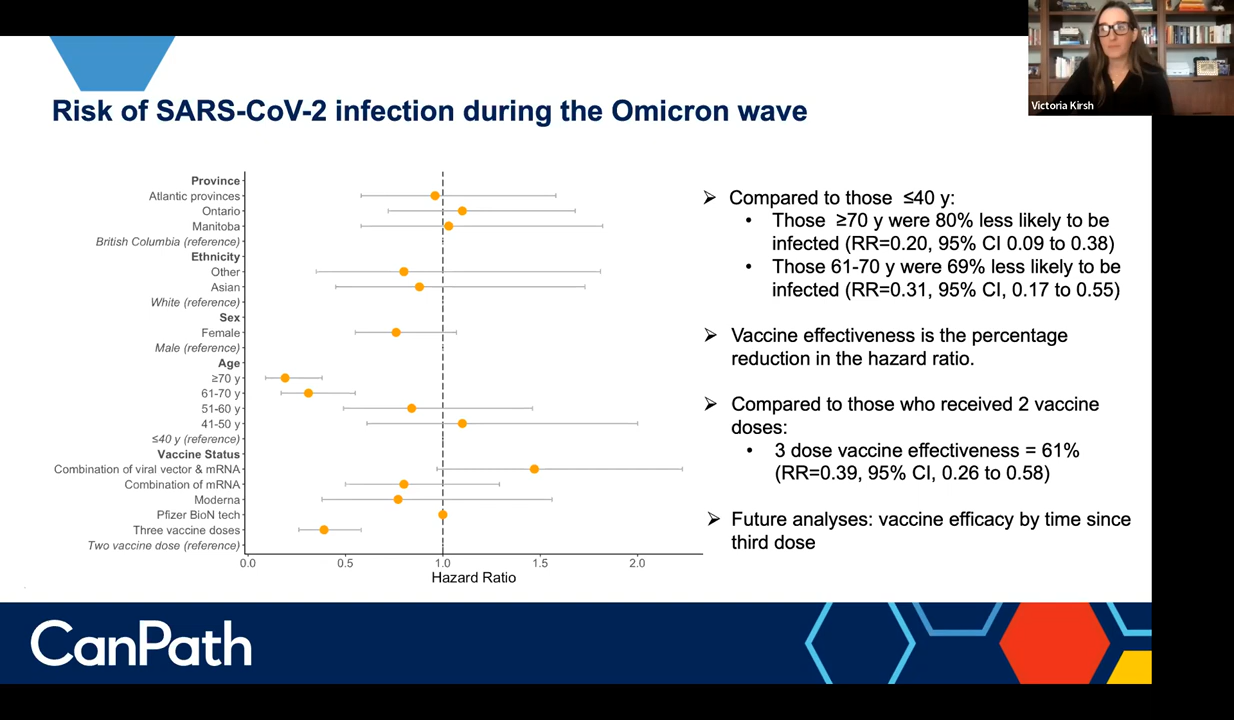 Victoria Kirsh
Risk of SARS-CoV-2 infection during the Omicron wave
Province
Atlantic provinces
Ontario
Manitoba
British Columbia (reference)
Ethnicity
Other
Asian
White (reference)
Sex
Female
Male (reference)
Age
≥70 y
61-70 y
51-60 y
41-50 y
≤40 y (reference)
Vaccine Status
Combination of viral vector & mRNA
Combination of mRNA
Moderna
Pfizer BioN tech
Three vaccine doses
Two vaccine dose (reference)
0.0 0.5 1.0 1.5 2.0
Hazard Ratio
➢ Compared to those ≤40 y:
• Those ≥70 y were 80% less likely to be
infected (RR=0.20, 95% CI 0.09 to 0.38)
• Those 61-70 y were 69% less likely to be
infected (RR=0.31, 95% CI, 0.17 to 0.55)
➢ Vaccine effectiveness is the percentage
reduction in the hazard ratio.
➢ Compared to those who received 2 vaccine
doses:
• 3 dose vaccine effectiveness = 61%
(RR=0.39, 95% CI, 0.26 to 0.58)
➢ Future analyses: vaccine efficacy by time since
third dose
CanPath